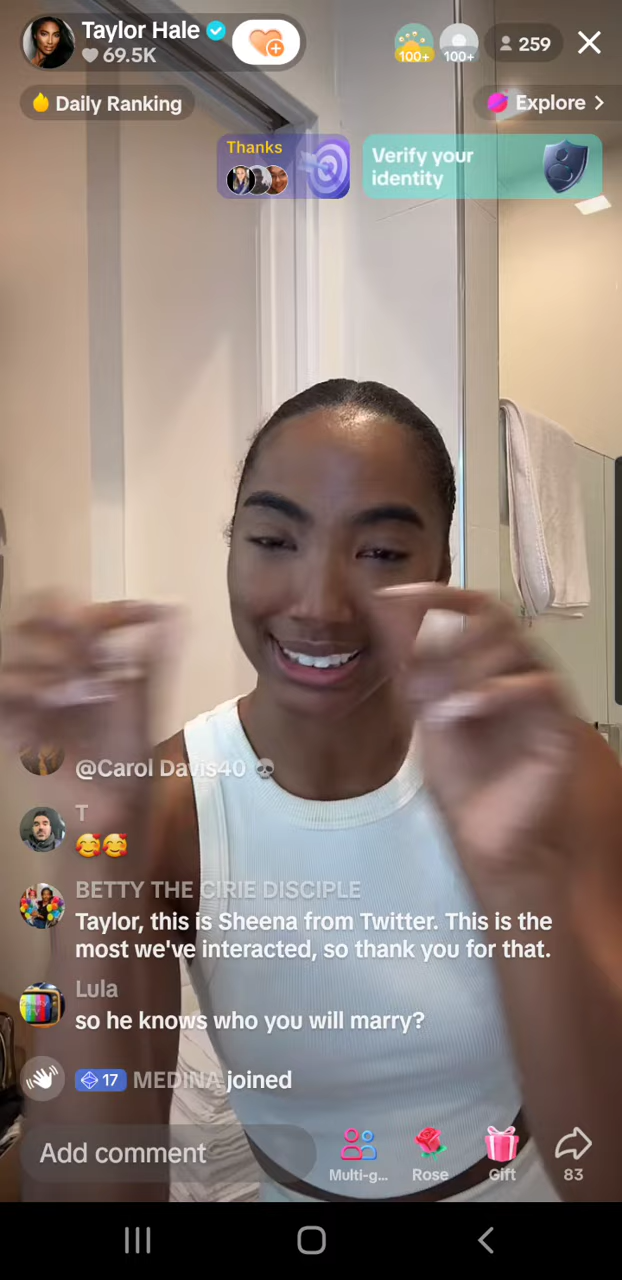 Taylor Hale
69.5K
100+
100+
259
Daily Ranking
Explore
Thanks
Verify your
identity
@Carol Davis40 💀
T
🥰🥰
BETTY THE CIRIE DISCIPLE
Taylor, this is Sheena from Twitter. This is the
most we've interacted, so thank you for that.
Lula
so he knows who you will marry?
17 MEDINA joined
Add comment
Multi-g...
Rose
Gift
83